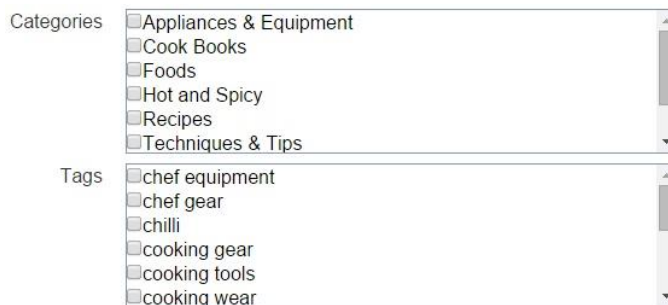 Categories
Appliances & Equipment
Cook Books
Foods
Hot and Spicy
Recipes
Techniques & Tips
Tags
chef equipment
chef gear
chilli
cooking gear
cooking tools
cooking wear